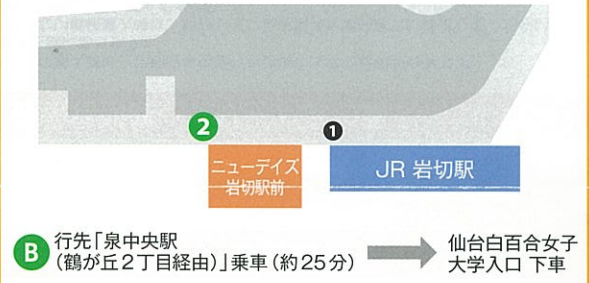 2
1
ニューデイズ
岩切駅前
JR 岩切駅
B
行先「泉中央駅
(鶴が丘2丁目経由)」乗車(約25分)
仙台白百合女子
大学入口 下車